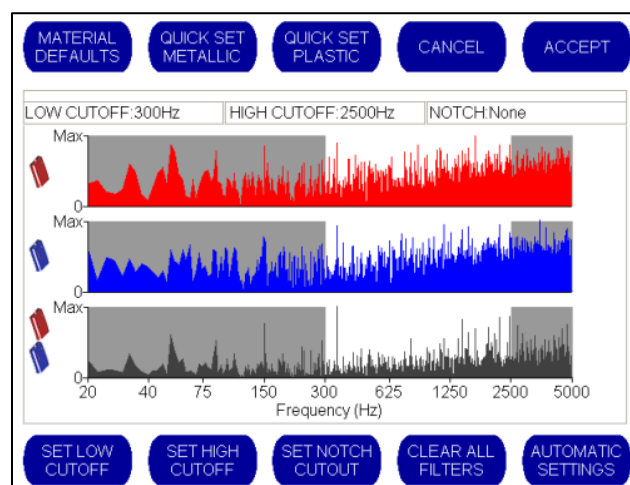 MATERIAL
DEFAULTS
QUICK SET
METALLIC
QUICK SET
PLASTIC
CANCEL
ACCEPT
LOW CUTOFF:300Hz
HIGH CUTOFF:2500Hz
NOTCH:None
Max
0
Max
0
Max
0
20 40 75 150 300 625 1250 2500 5000
Frequency (Hz)
SET LOW
CUTOFF
SET HIGH
CUTOFF
SET NOTCH
CUTOUT
CLEAR ALL
FILTERS
AUTOMATIC
SETTINGS